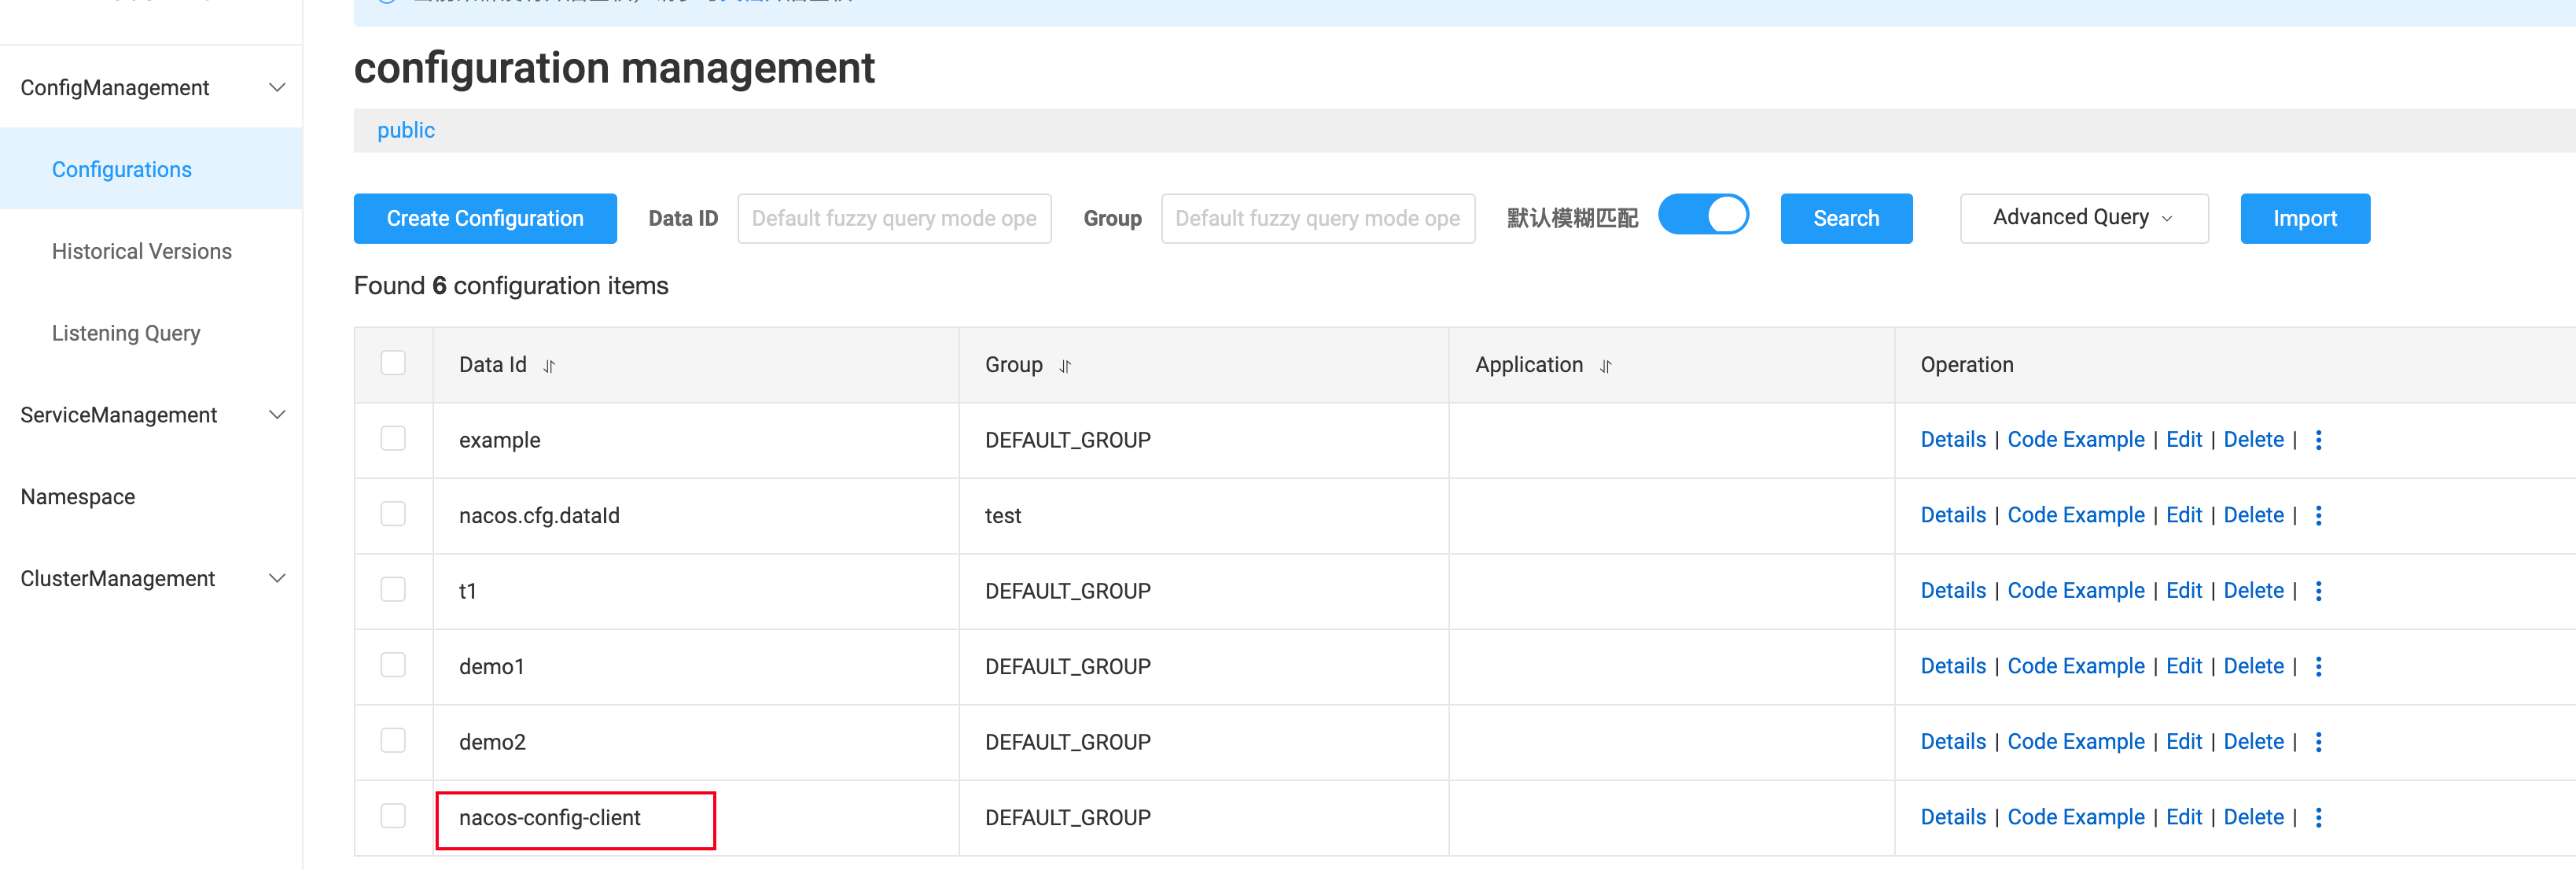 configuration management
ConfigManagement
public
Configurations
Create Configuration Data ID Default fuzzy query mode ope Group Default fuzzy query mode ope 默认模糊匹配 Search Advanced Query Import
Historical Versions
Found 6 configuration items
Listening Query
Data Id Group Application Operation
ServiceManagement
example DEFAULT_GROUP Details | Code Example | Edit | Delete |
Namespace
nacos.cfg.dataId test Details | Code Example | Edit | Delete |
ClusterManagement
t1 DEFAULT_GROUP Details | Code Example | Edit | Delete |
demo1 DEFAULT_GROUP Details | Code Example | Edit | Delete |
demo2 DEFAULT_GROUP Details | Code Example | Edit | Delete |
nacos-config-client DEFAULT_GROUP Details | Code Example | Edit | Delete |